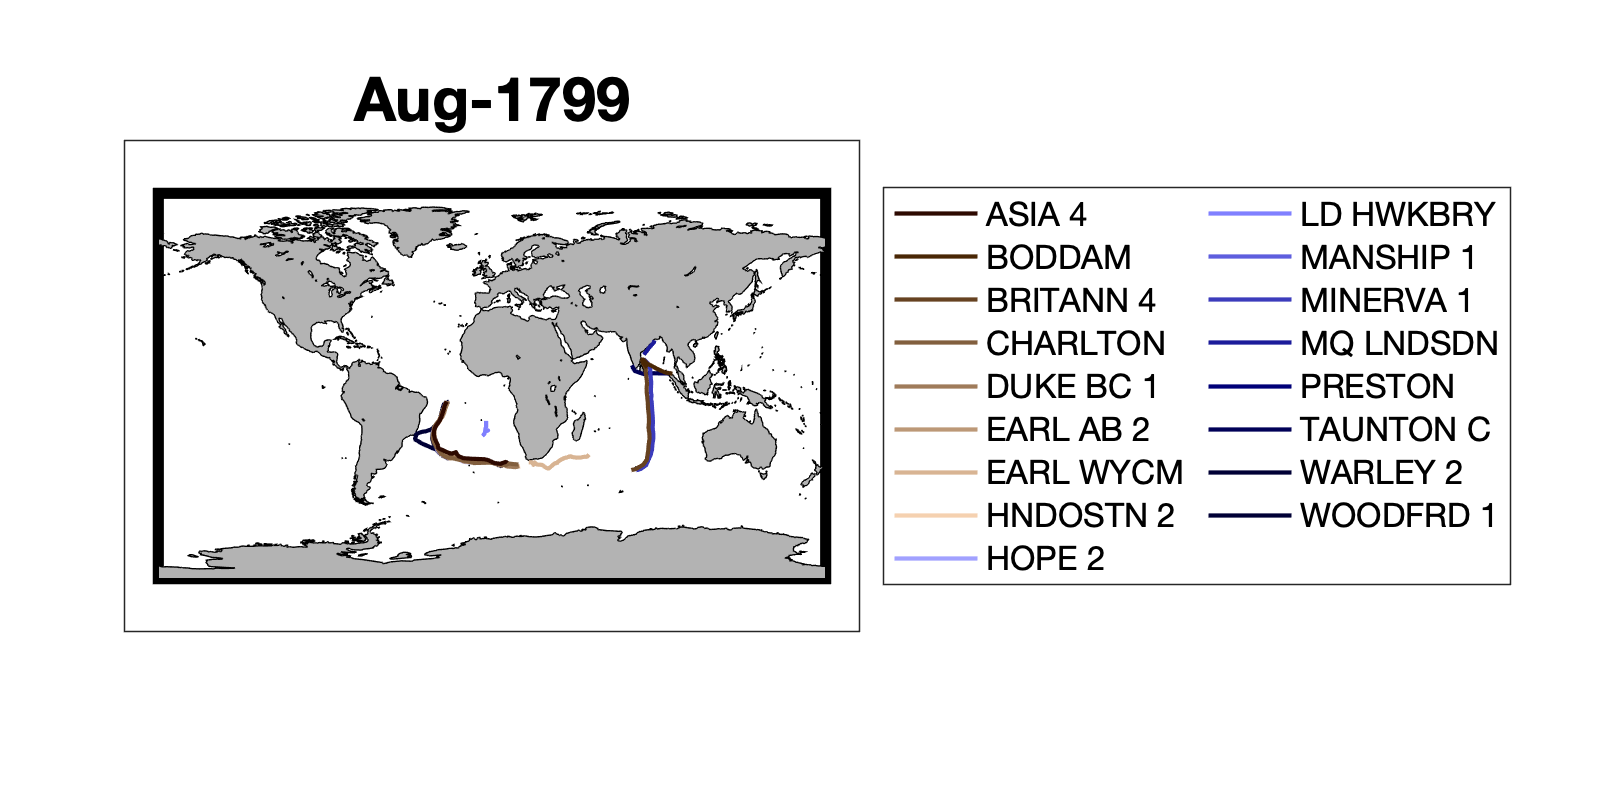 Aug-1799
ASIA 4
BODDAM
BRITANN 4
CHARLTON
DUKE BC 1
EARL AB 2
EARL WYCM
HNDOSTN 2
HOPE 2
LD HWKBRY
MANSHIP 1
MINERVA 1
MQ LNDSDN
PRESTON
TAUNTON C
WARLEY 2
WOODFRD 1